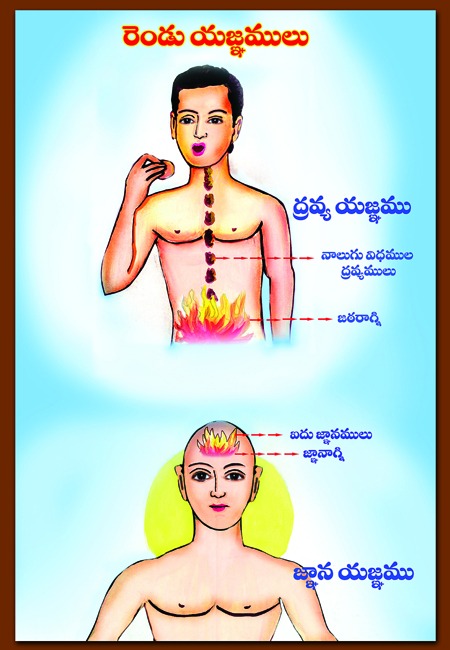 రెండు యజ్ఞములు
ద్రవ్య యజ్ఞము
నాలుగు విధముల
ద్రవ్యములు
జఠరాగ్ని
ఐదు జ్ఞానములు
జ్ఞానాగ్ని
జ్ఞాన యజ్ఞము